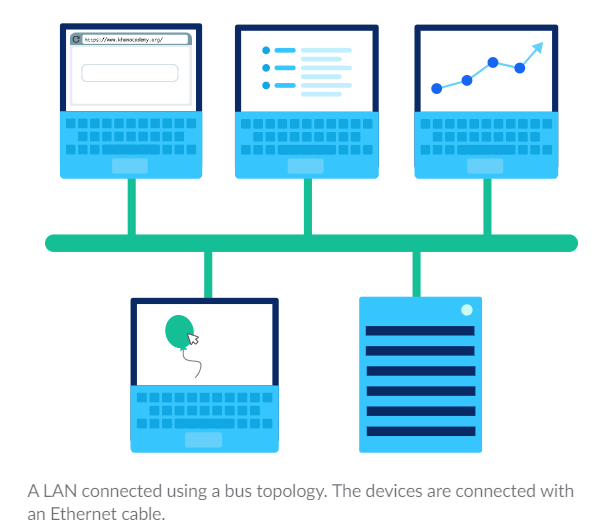 https://www.khanacademy.org/
A LAN connected using a bus topology. The devices are connected with
an Ethernet cable.